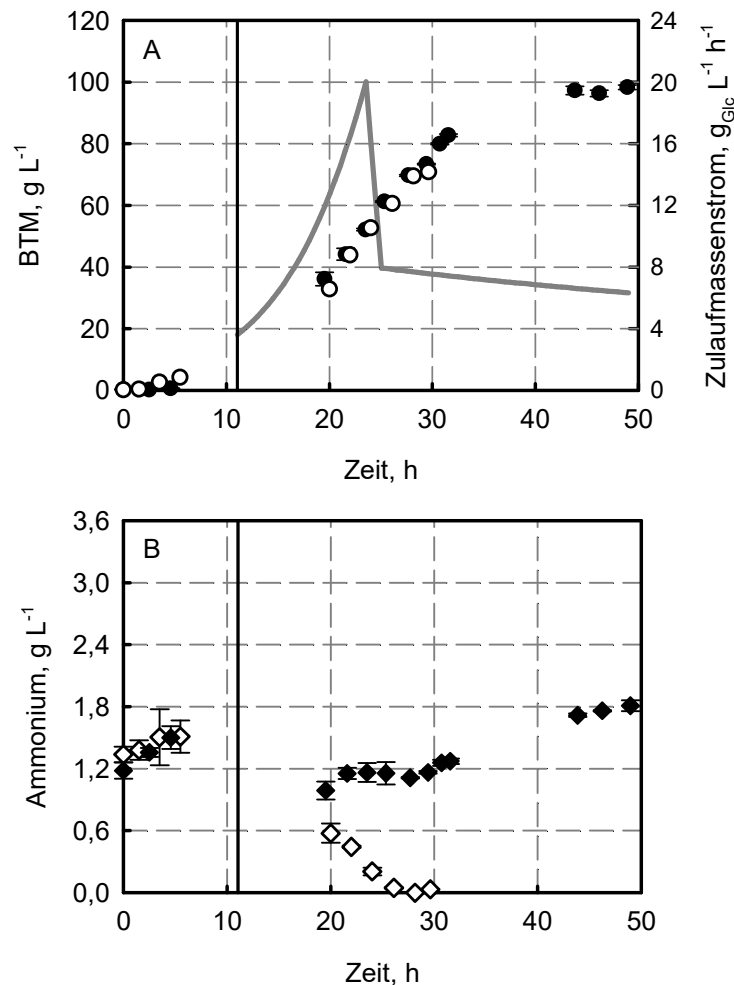 A
BTM, g L⁻¹
120
100
80
60
40
20
0
Zulaufmassenstrom, g_Glc L⁻¹ h⁻¹
24
20
16
12
8
4
0
0 10 20 30 40 50
Zeit, h
B
Ammonium, g L⁻¹
3,6
3,0
2,4
1,8
1,2
0,6
0,0
0 10 20 30 40 50
Zeit, h